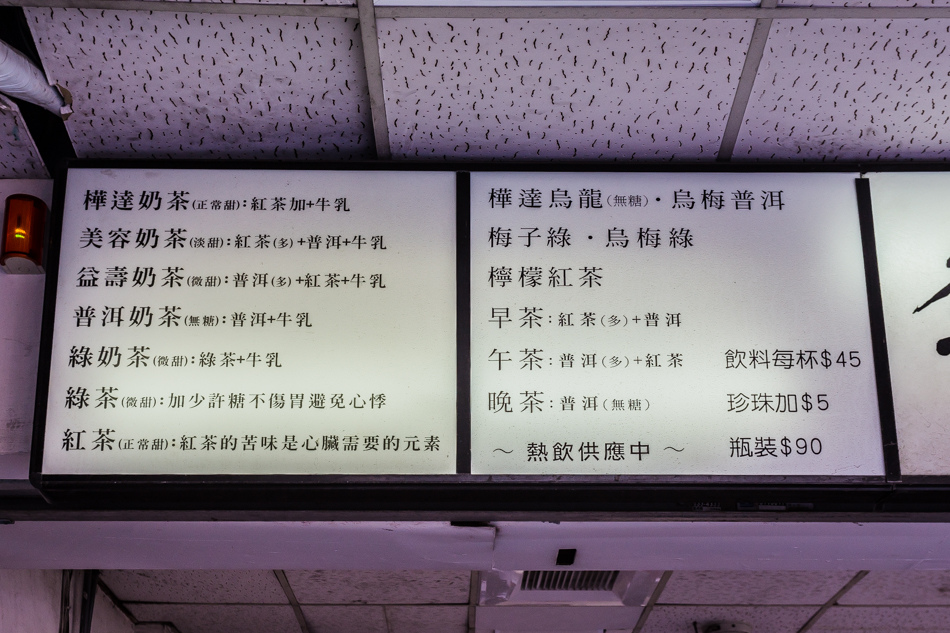 樺達奶茶(正常甜):紅茶加+牛乳
美容奶茶(淡甜):紅茶(多)+普洱+牛乳
益壽奶茶(微甜):普洱(多)+紅茶+牛乳
普洱奶茶(無糖):普洱+牛乳
綠奶茶(微甜):綠茶+牛乳
綠茶(微甜):加少許糖不傷胃避免心悸
紅茶(正常甜):紅茶的苦味是心臟需要的元素
樺達烏龍(無糖)・烏梅普洱
梅子綠・烏梅綠
檸檬紅茶
早茶:紅茶(多)+普洱
午茶:普洱(多)+紅茶
晚茶:普洱(無糖)
～ 熱飲供應中 ～
飲料每杯$45
珍珠加$5
瓶裝$90